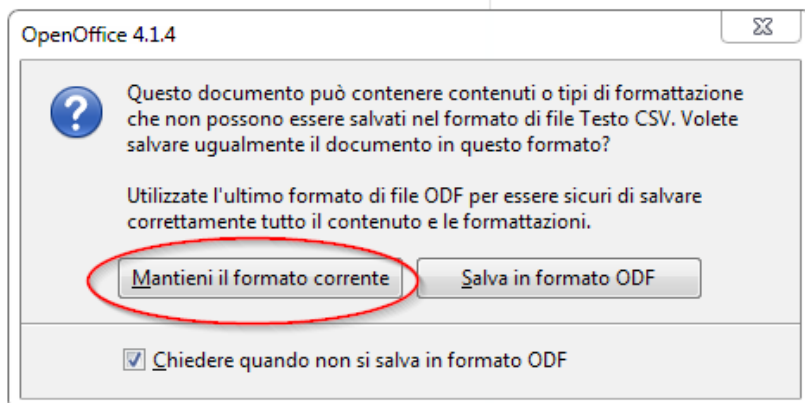 OpenOffice 4.1.4
Questo documento può contenere contenuti o tipi di formattazione
che non possono essere salvati nel formato di file Testo CSV. Volete
salvare ugualmente il documento in questo formato?
Utilizzate l'ultimo formato di file ODF per essere sicuri di salvare
correttamente tutto il contenuto e le formattazioni.
Mantieni il formato corrente Salva in formato ODF
Chiedere quando non si salva in formato ODF